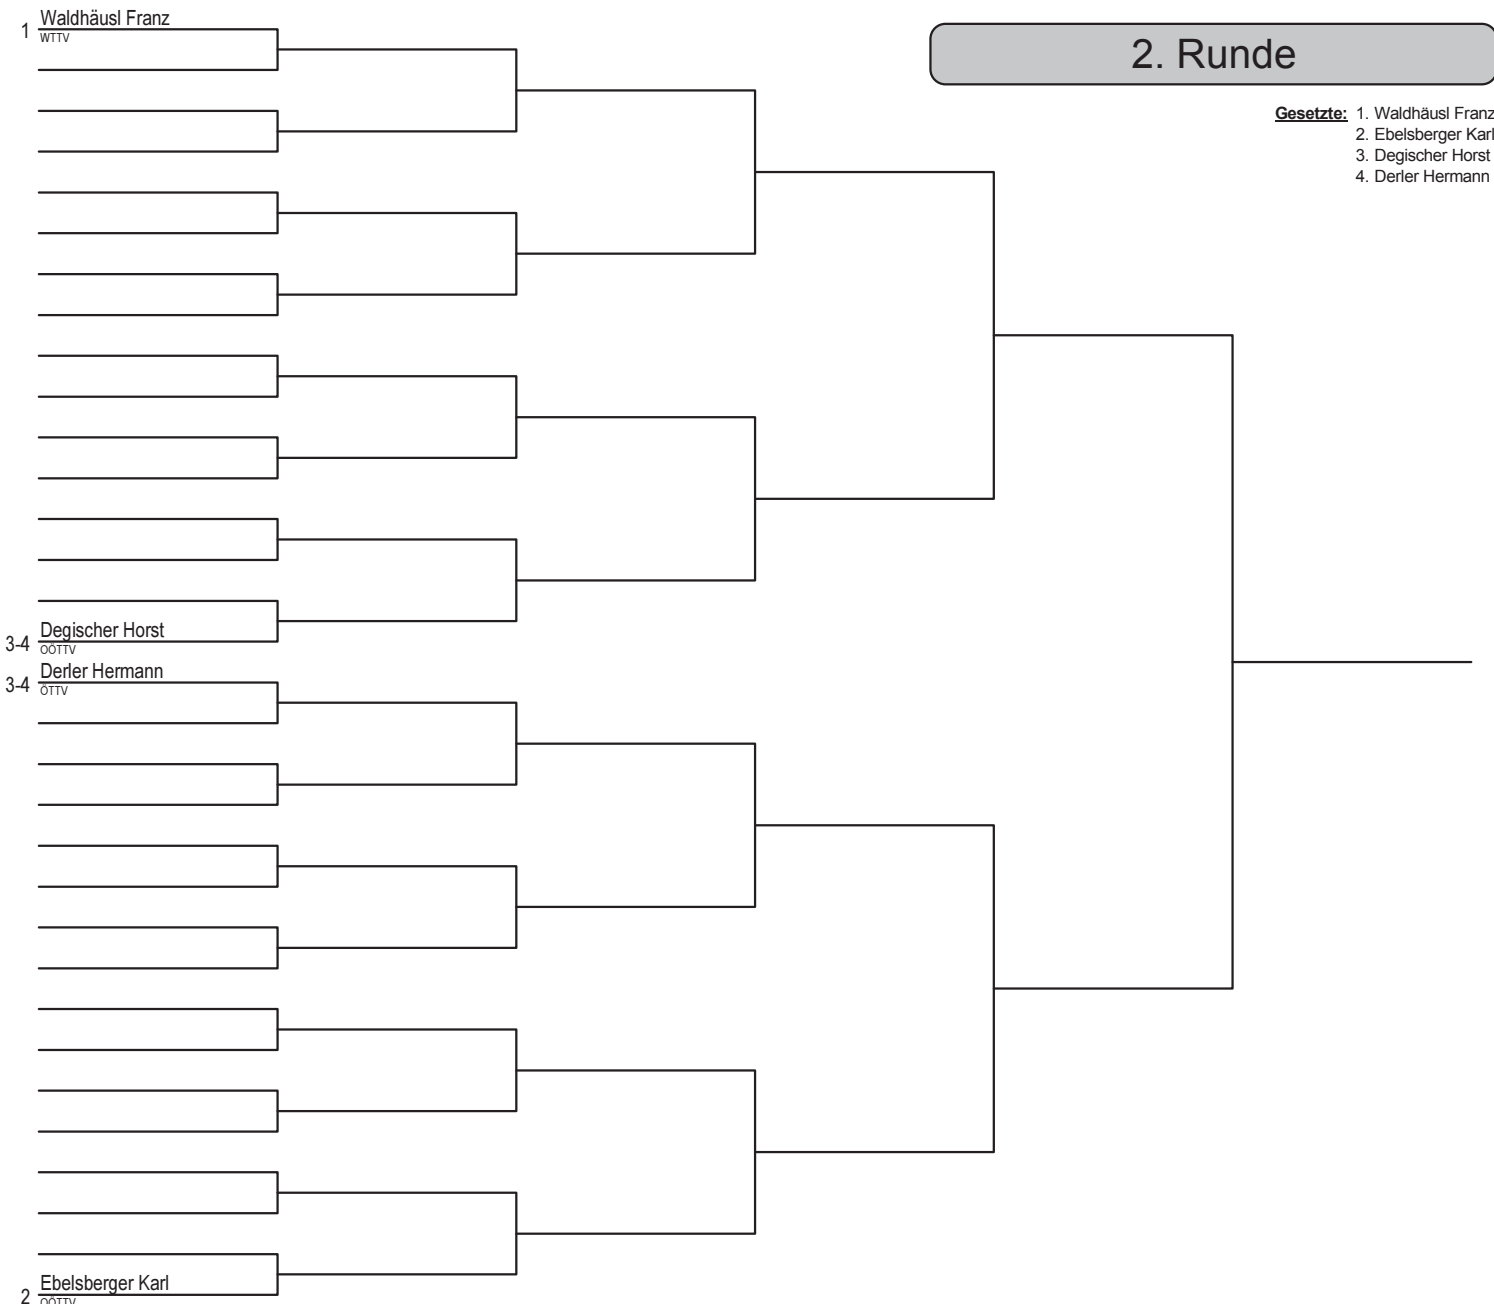 1 Waldhäusl Franz
WTTV
2. Runde
Gesetzte: 1. Waldhäusl Franz
2. Ebelsberger Karl
3. Degischer Horst
4. Derler Hermann
3-4 Degischer Horst
OÖTTV
3-4 Derler Hermann
ÖTTV
2 Ebelsberger Karl
OÖTTV